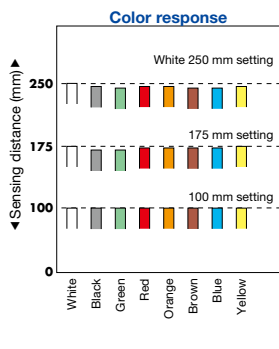 Color response
White 250 mm setting
250
175 mm setting
175
100 mm setting
100
0
◄Sensing distance (mm)►
White
Black
Green
Red
Orange
Brown
Blue
Yellow